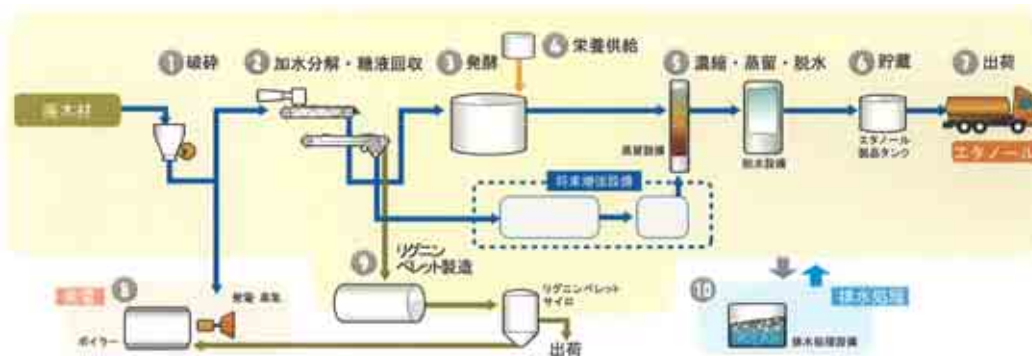 ① 破砕
② 加水分解・糖液回収
③ 発酵
④ 栄養供給
⑤ 濃縮・蒸留・脱水
⑥ 貯蔵
⑦ 出荷
廃木材
蒸留設備
脱水設備
エタノール
製品タンク
エタノール
将来増強設備
⑨ リグニン
ペレット製造
リグニンペレット
サイロ
出荷
⑧
発電・蒸気
ボイラー
⑩
排水処理
排水処理設備